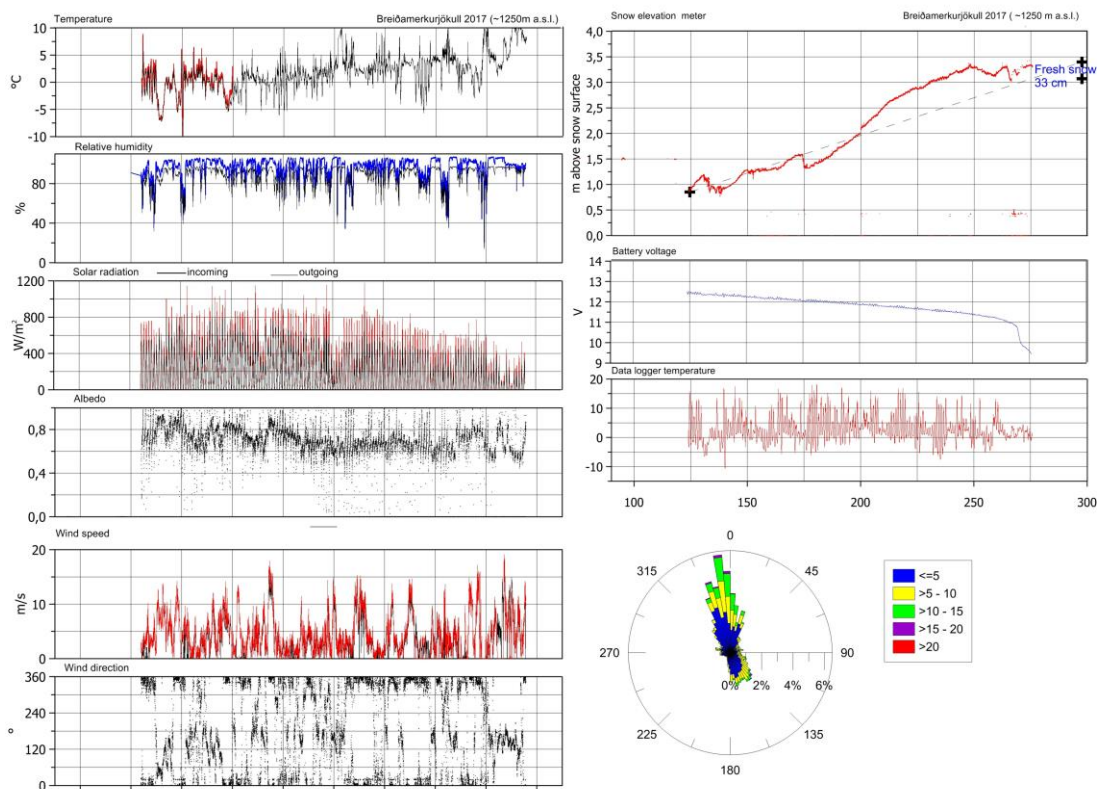 Temperature Breiðamerkurjökull 2017 (~1250m a.s.l.)
10
5
0
-5
-10
ºC
Relative humidity
80
40
0
%
Solar radiation incoming outgoing
1200
800
400
0
W/m²
Albedo
0,8
0,4
0,0
Wind speed
20
10
0
m/s
Wind direction
360
240
120
0
º
Snow elevation meter Breiðamerkurjökull 2017 ( ~1250 m a.s.l.)
4,0
3,5
3,0
2,5
2,0
1,5
1,0
0,5
0,0
m above snow surface
Fresh snow
33 cm
Battery voltage
14
13
12
11
10
9
V
Data logger temperature
20
10
0
-10
100 150 200 250 300
0
45
90
135
180
225
270
315
0% 2% 4% 6%
<=5
>5 - 10
>10 - 15
>15 - 20
>20